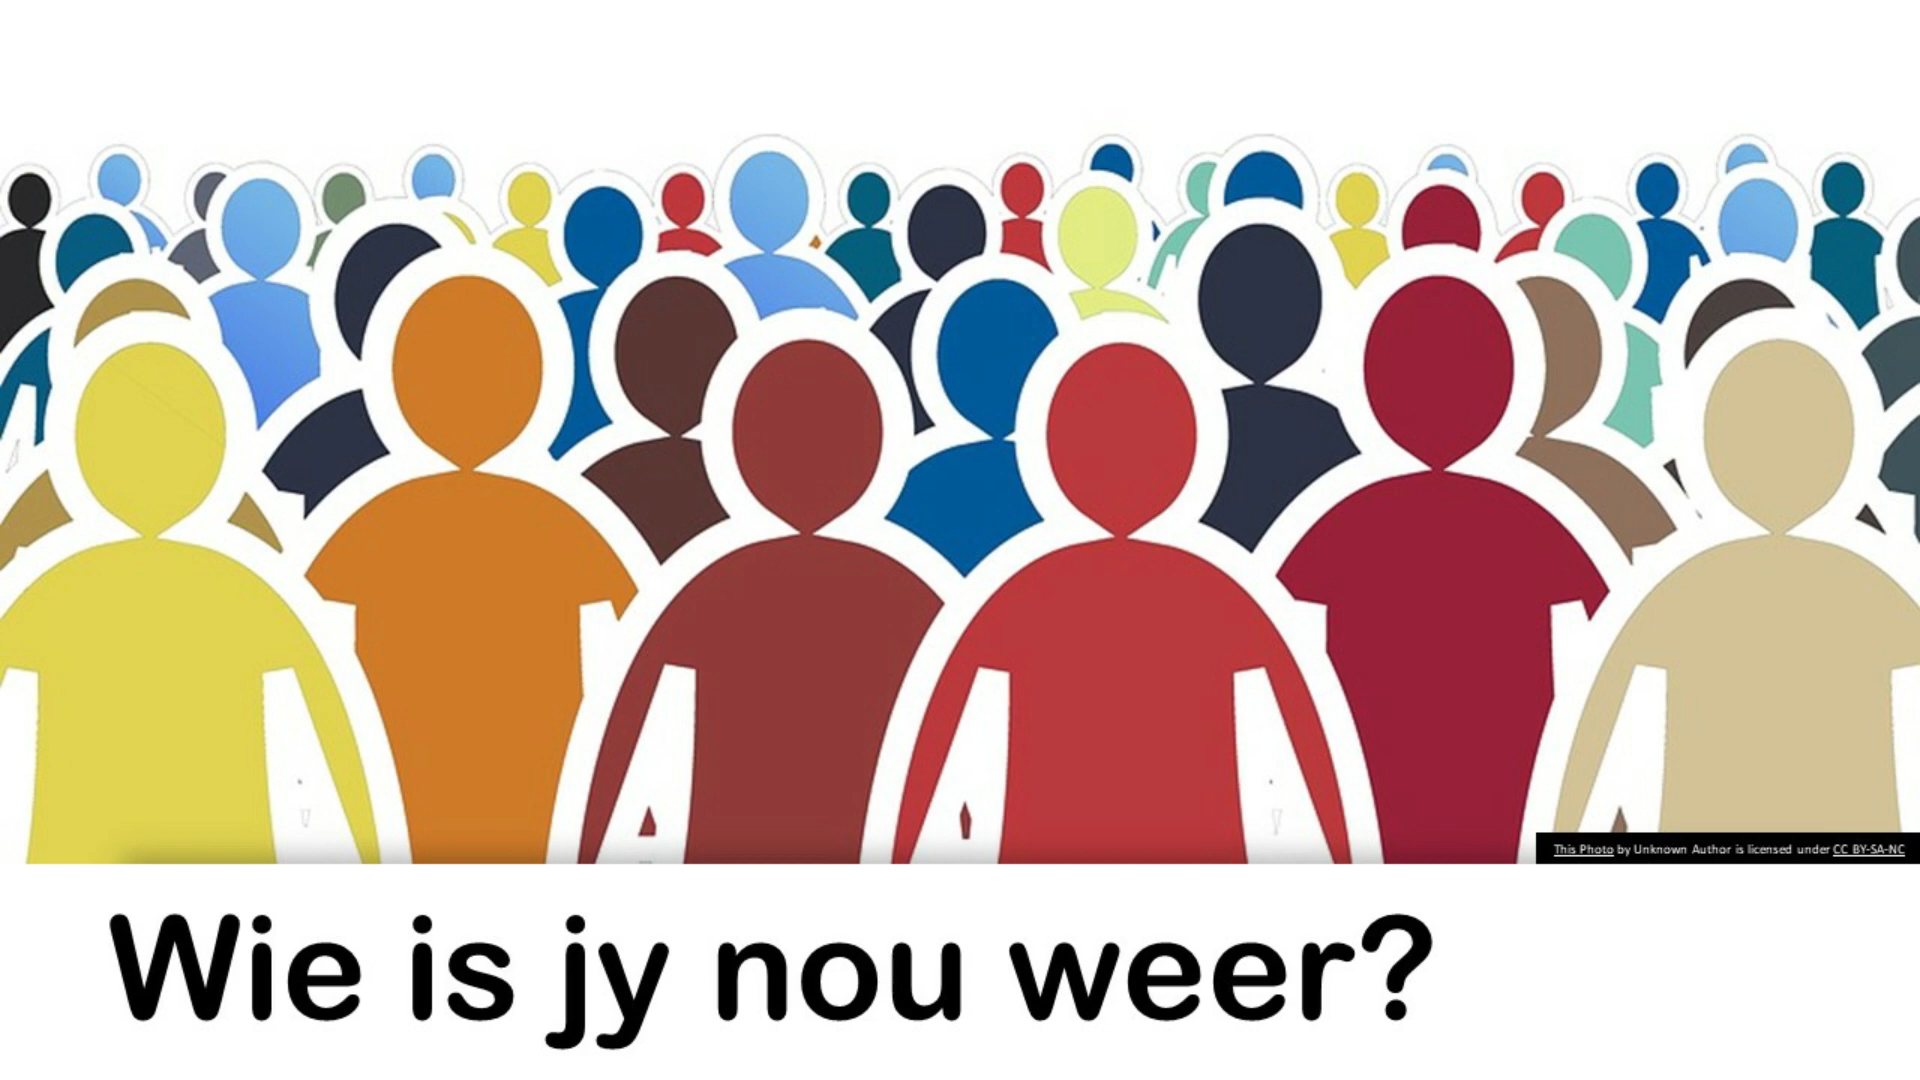 This Photo by Unknown Author is licensed under CC BY-SA-NC
Wie is jy nou weer?